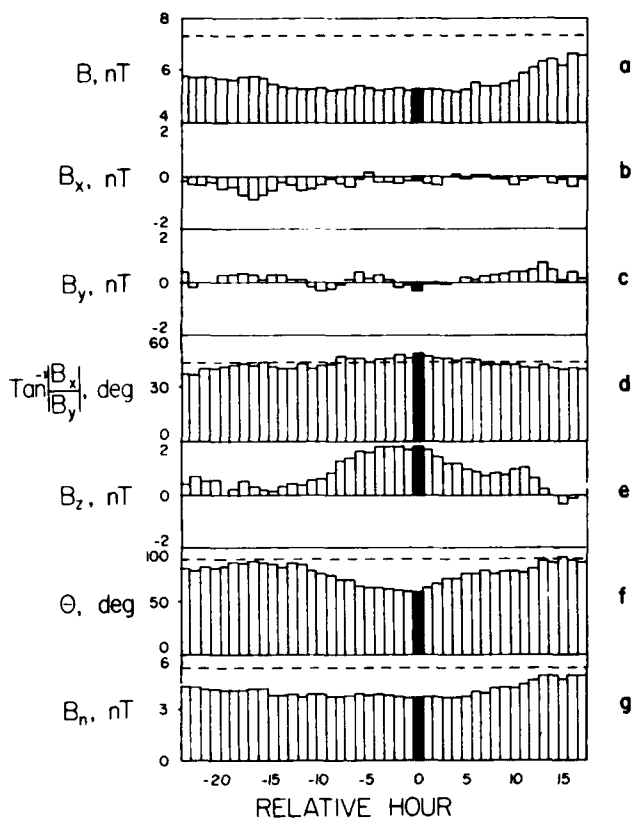 8
B, nT
6
a
4
2
Bx, nT
0
b
-2
2
By, nT
0
c
-2
60
Tan⁻¹|Bx|/|By|, deg
30
d
0
2
Bz, nT
0
e
-2
100
Θ, deg
50
f
0
6
Bn, nT
3
g
0
-20 -15 -10 -5 0 5 10 15
RELATIVE HOUR